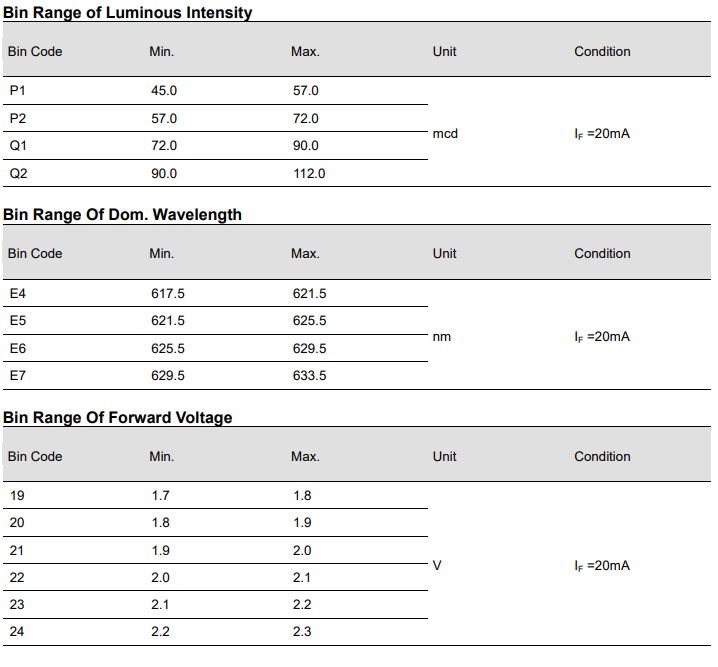 Bin Range of Luminous Intensity
Bin Code Min. Max. Unit Condition
P1 45.0 57.0
P2 57.0 72.0
mcd IF =20mA
Q1 72.0 90.0
Q2 90.0 112.0
Bin Range Of Dom. Wavelength
Bin Code Min. Max. Unit Condition
E4 617.5 621.5
E5 621.5 625.5
nm IF =20mA
E6 625.5 629.5
E7 629.5 633.5
Bin Range Of Forward Voltage
Bin Code Min. Max. Unit Condition
19 1.7 1.8
20 1.8 1.9
21 1.9 2.0
V IF =20mA
22 2.0 2.1
23 2.1 2.2
24 2.2 2.3